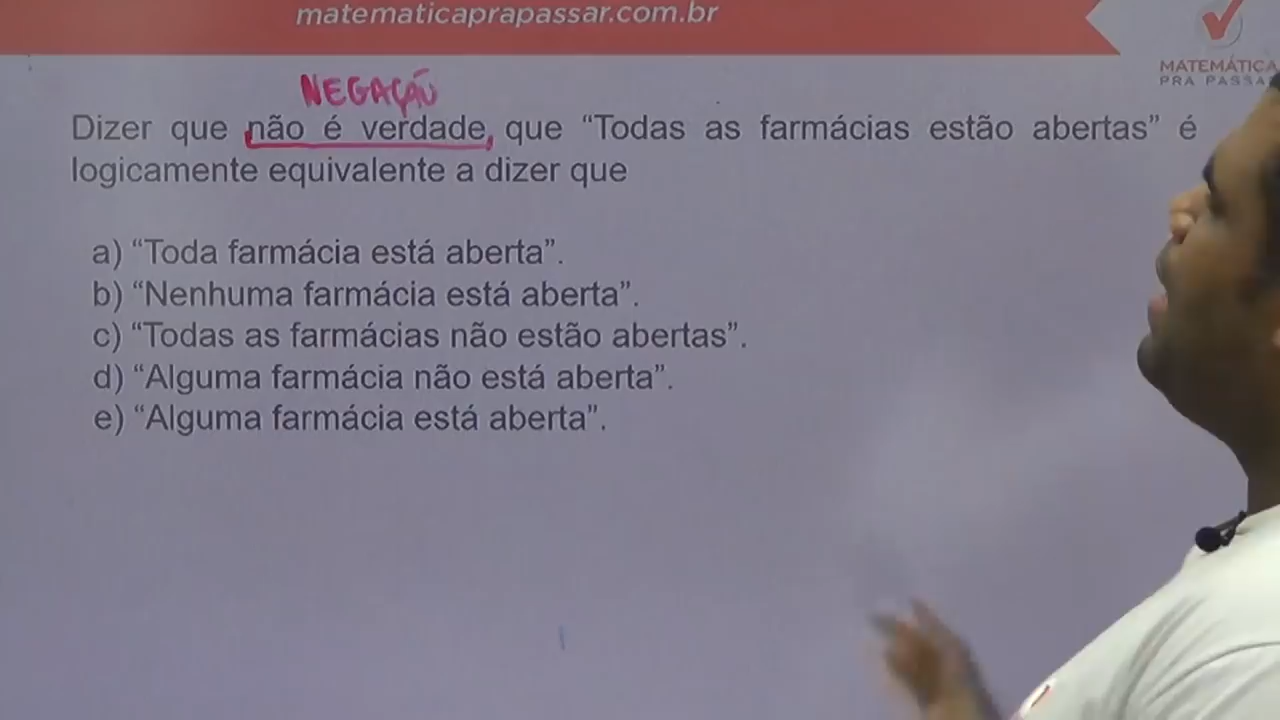 matematicaprapassar.com.br
MATEMÁTICA
PRA PASSA
NEGAÇÃO
Dizer que não é verdade, que “Todas as farmácias estão abertas” é
logicamente equivalente a dizer que
a) “Toda farmácia está aberta”.
b) “Nenhuma farmácia está aberta”.
c) “Todas as farmácias não estão abertas”.
d) “Alguma farmácia não está aberta”.
e) “Alguma farmácia está aberta”.